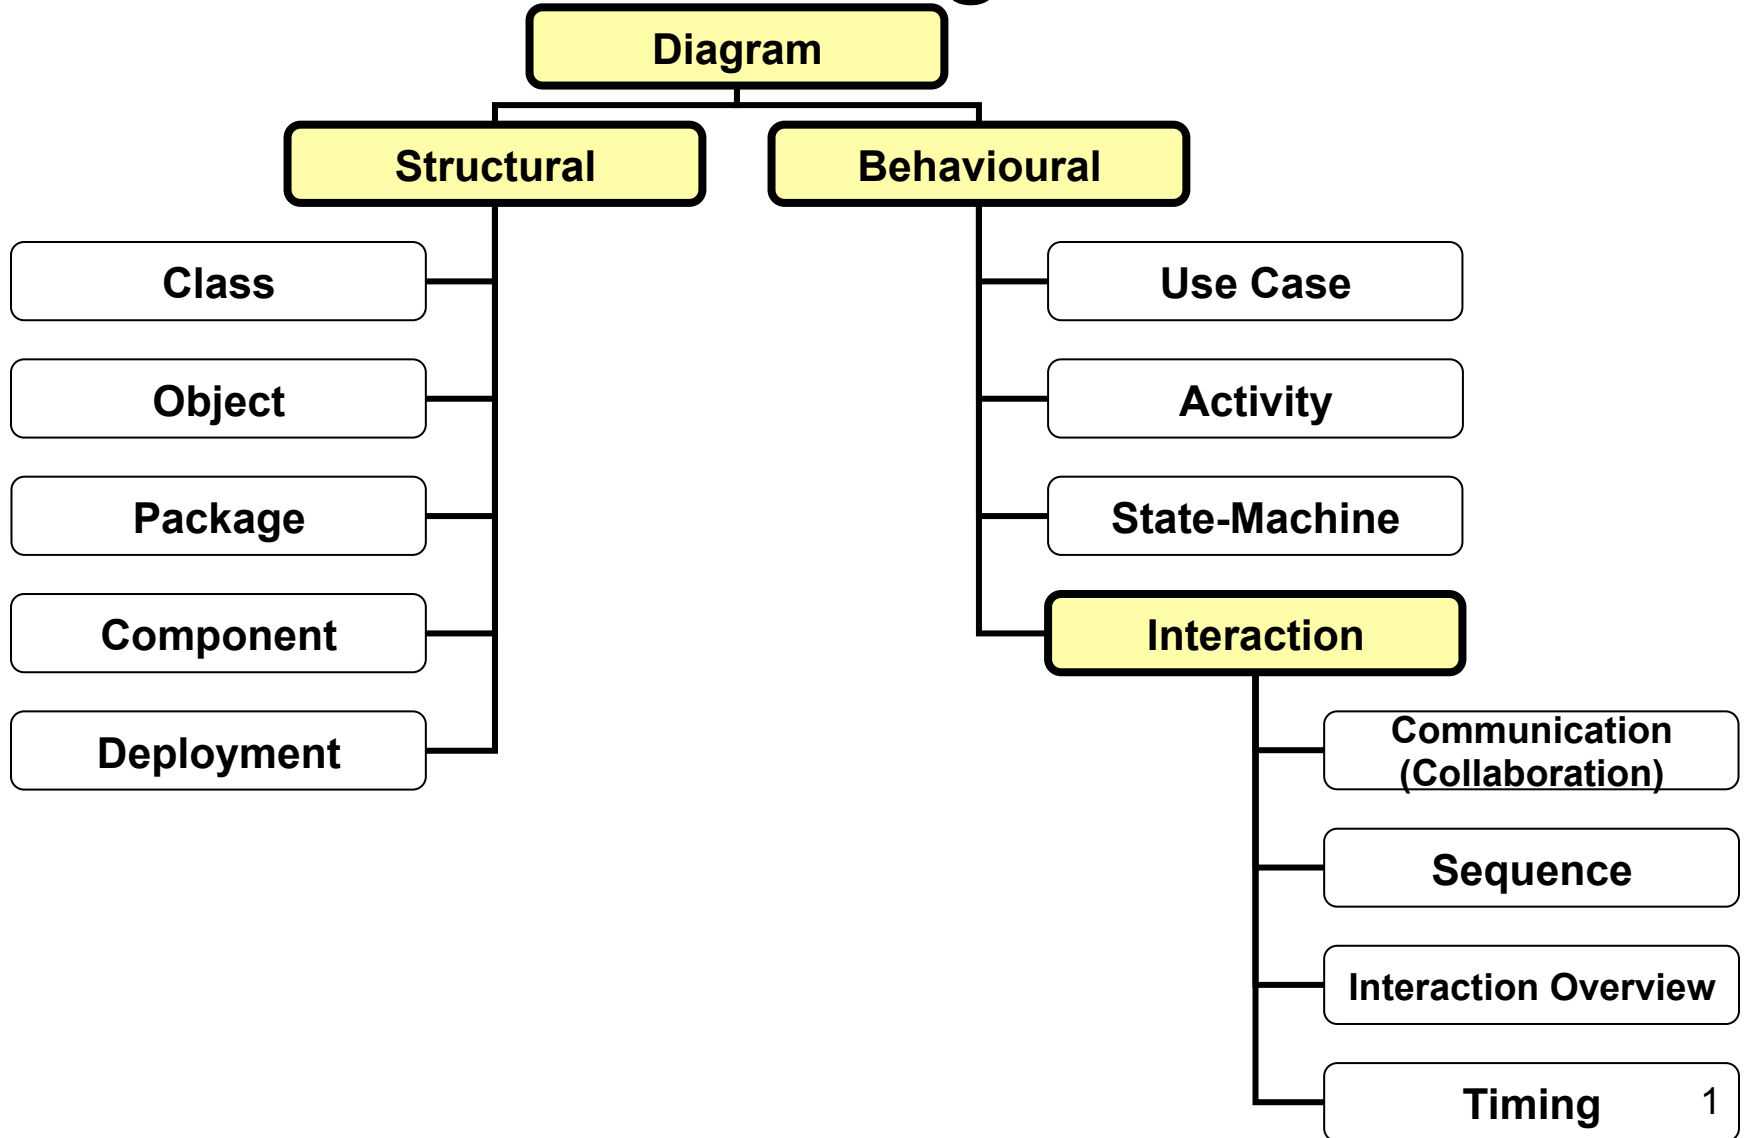 Diagram
Structural
Behavioural
Class
Use Case
Object
Activity
Package
State-Machine
Component
Interaction
Deployment
Communication
(Collaboration)
Sequence
Interaction Overview
Timing
1